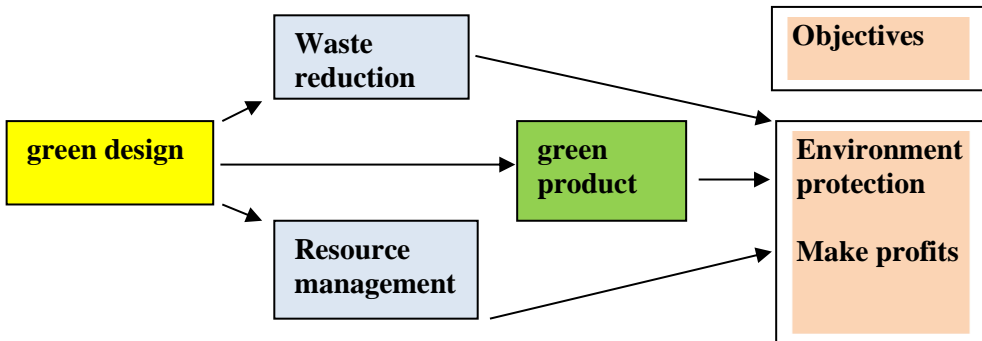 Waste
reduction
Objectives
green design
green
product
Environment
protection
Make profits
Resource
management